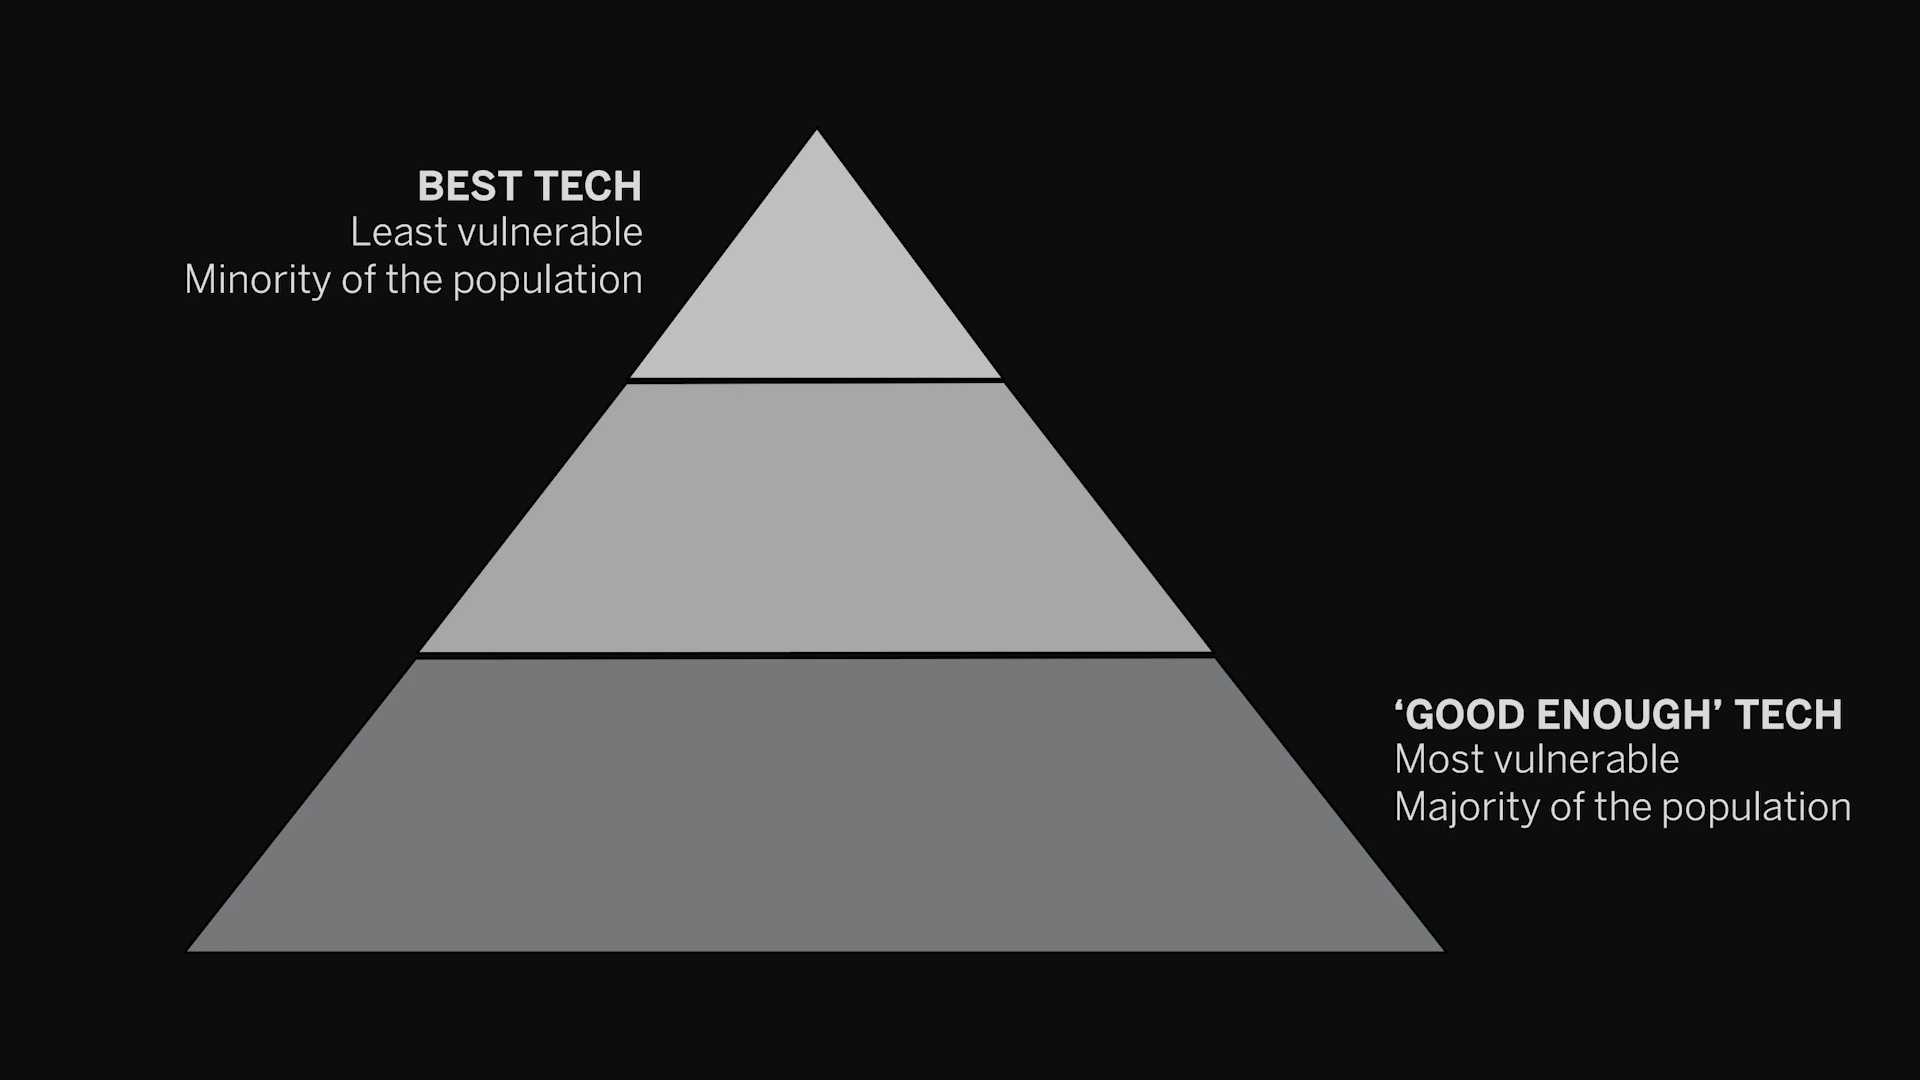 BEST TECH
Least vulnerable
Minority of the population
‘GOOD ENOUGH’ TECH
Most vulnerable
Majority of the population